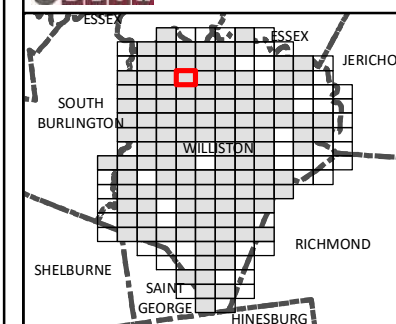 ESSEX
ESSEX
JERICHO
SOUTH
BURLINGTON
WILLISTON
RICHMOND
SHELBURNE
SAINT
GEORGE
HINESBURG